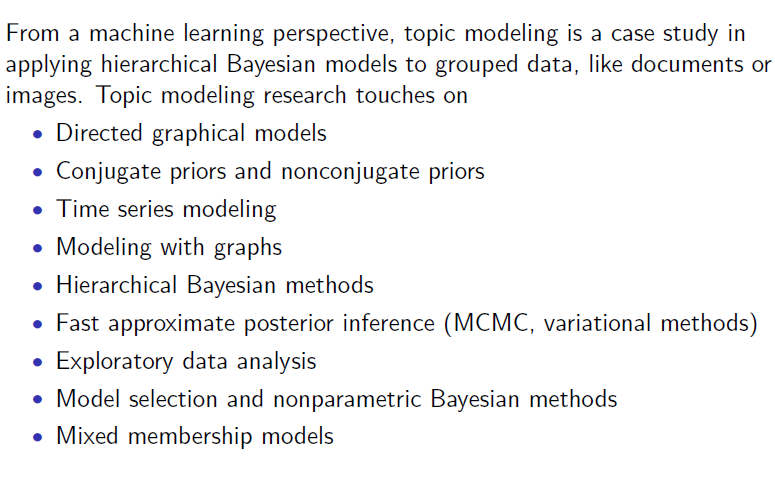 From a machine learning perspective, topic modeling is a case study in
applying hierarchical Bayesian models to grouped data, like documents or
images. Topic modeling research touches on
• Directed graphical models
• Conjugate priors and nonconjugate priors
• Time series modeling
• Modeling with graphs
• Hierarchical Bayesian methods
• Fast approximate posterior inference (MCMC, variational methods)
• Exploratory data analysis
• Model selection and nonparametric Bayesian methods
• Mixed membership models